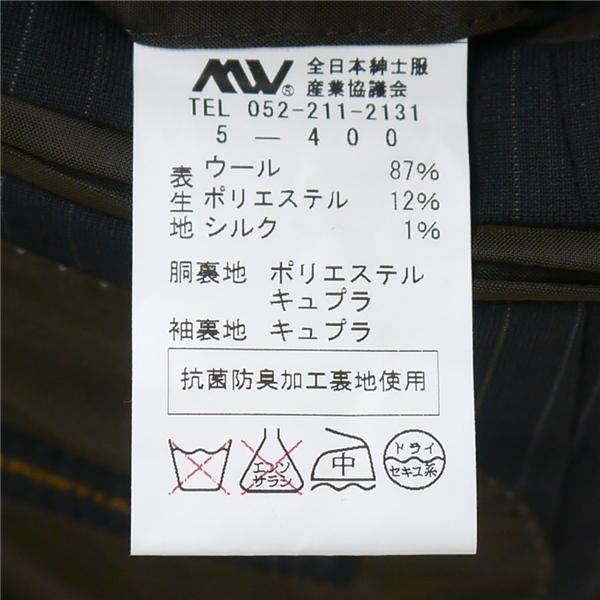 MW® 全日本紳士服
産業協議会
TEL 052-211-2131
5 — 400
表生地 ウール 87%
ポリエステル 12%
シルク 1%
胴裏地 ポリエステル
キュプラ
袖裏地 キュプラ
抗菌防臭加工裏地使用
エンソ
サラシ
中
ドライ
セキユ系